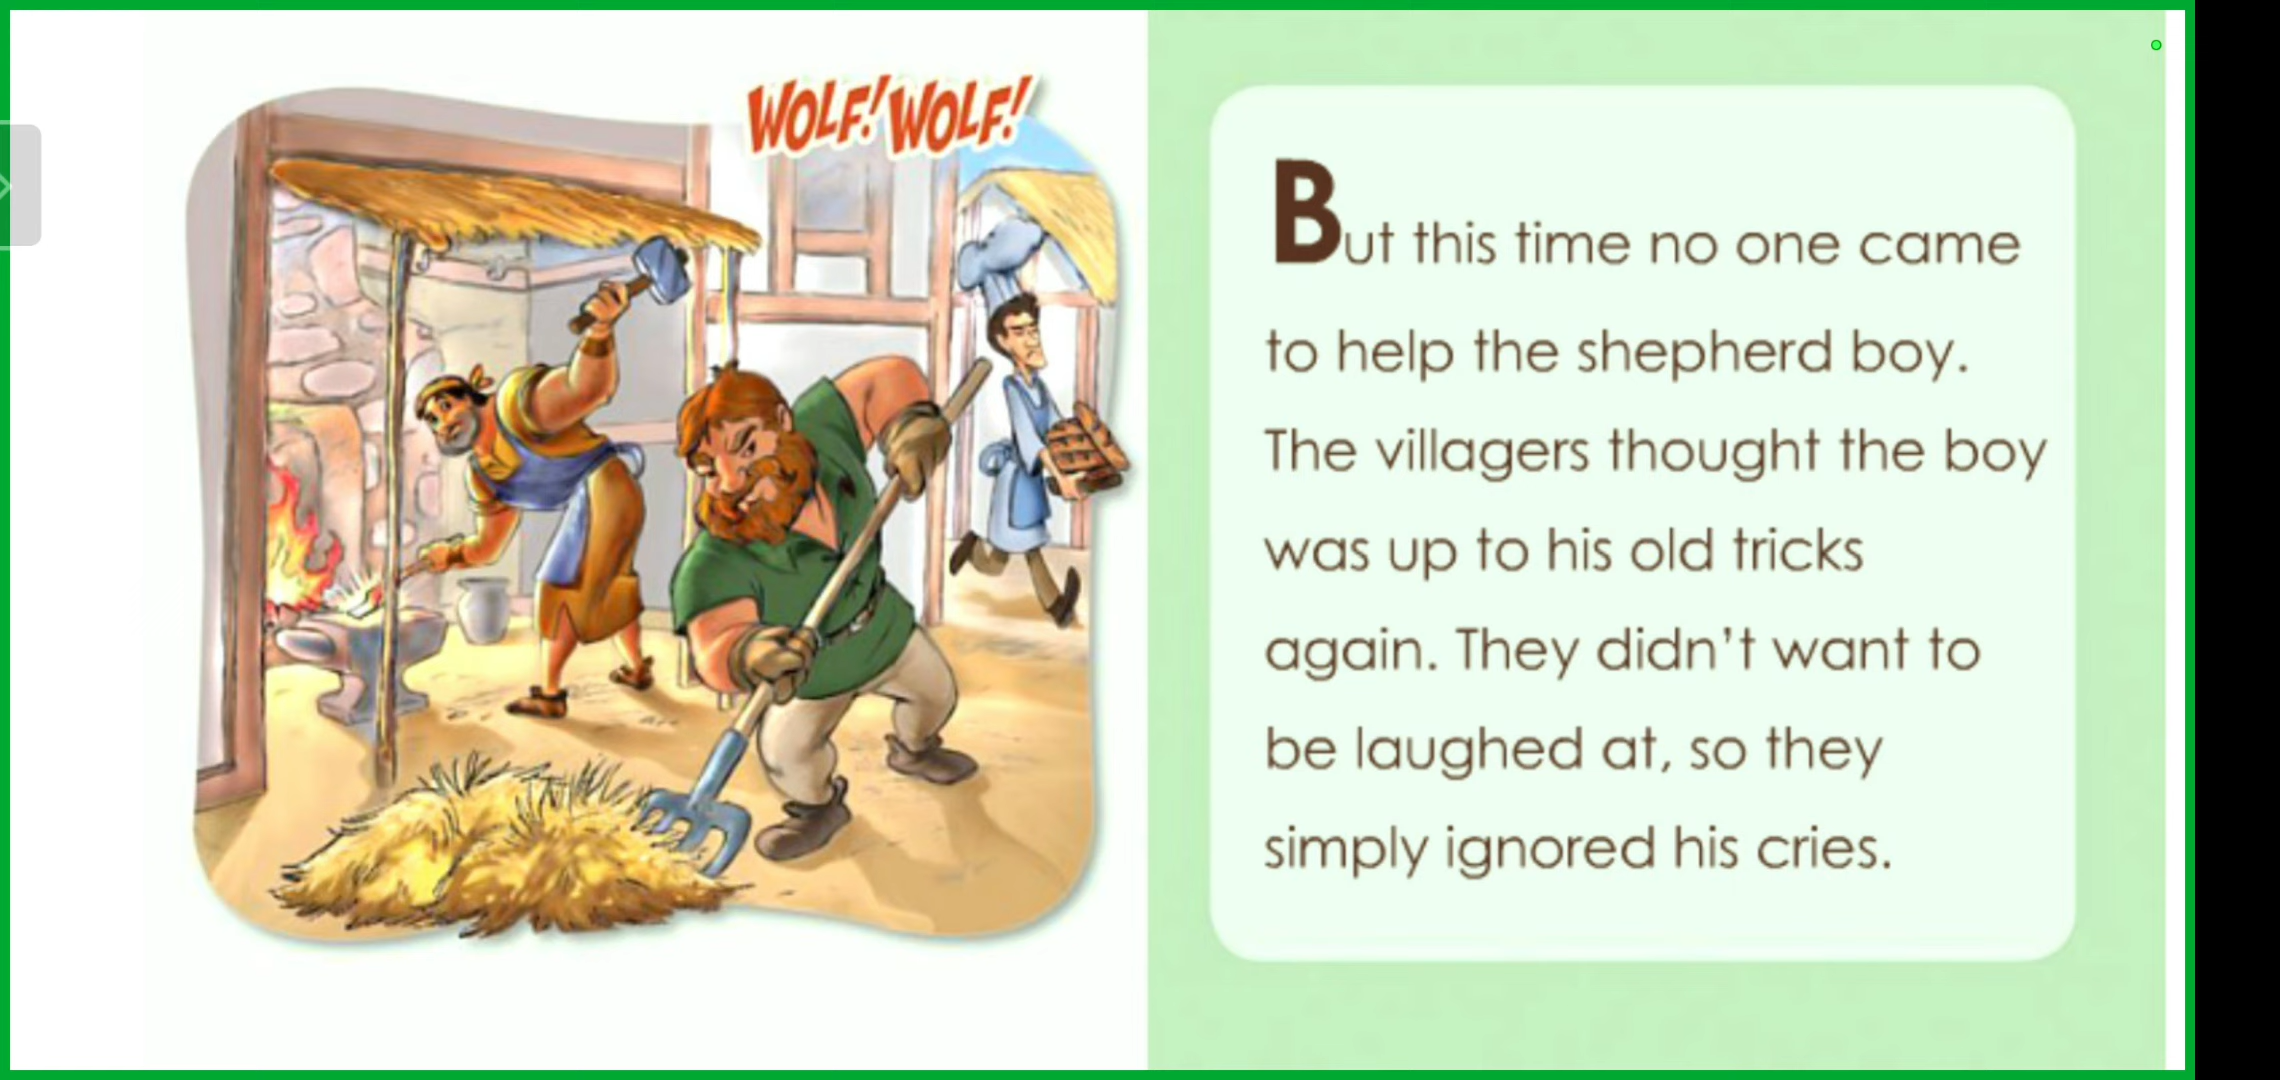 WOLF! WOLF!
But this time no one came
to help the shepherd boy.
The villagers thought the boy
was up to his old tricks
again. They didn’t want to
be laughed at, so they
simply ignored his cries.